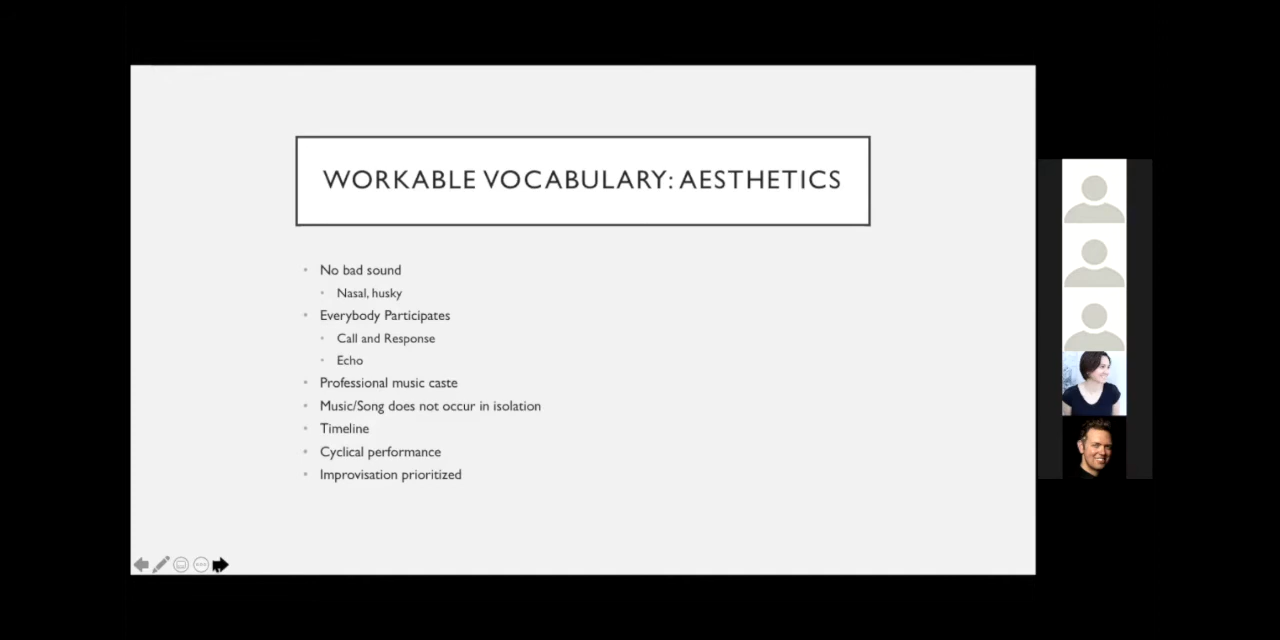 WORKABLE VOCABULARY: AESTHETICS
No bad sound
Nasal, husky
Everybody Participates
Call and Response
Echo
Professional music caste
Music/Song does not occur in isolation
Timeline
Cyclical performance
Improvisation prioritized